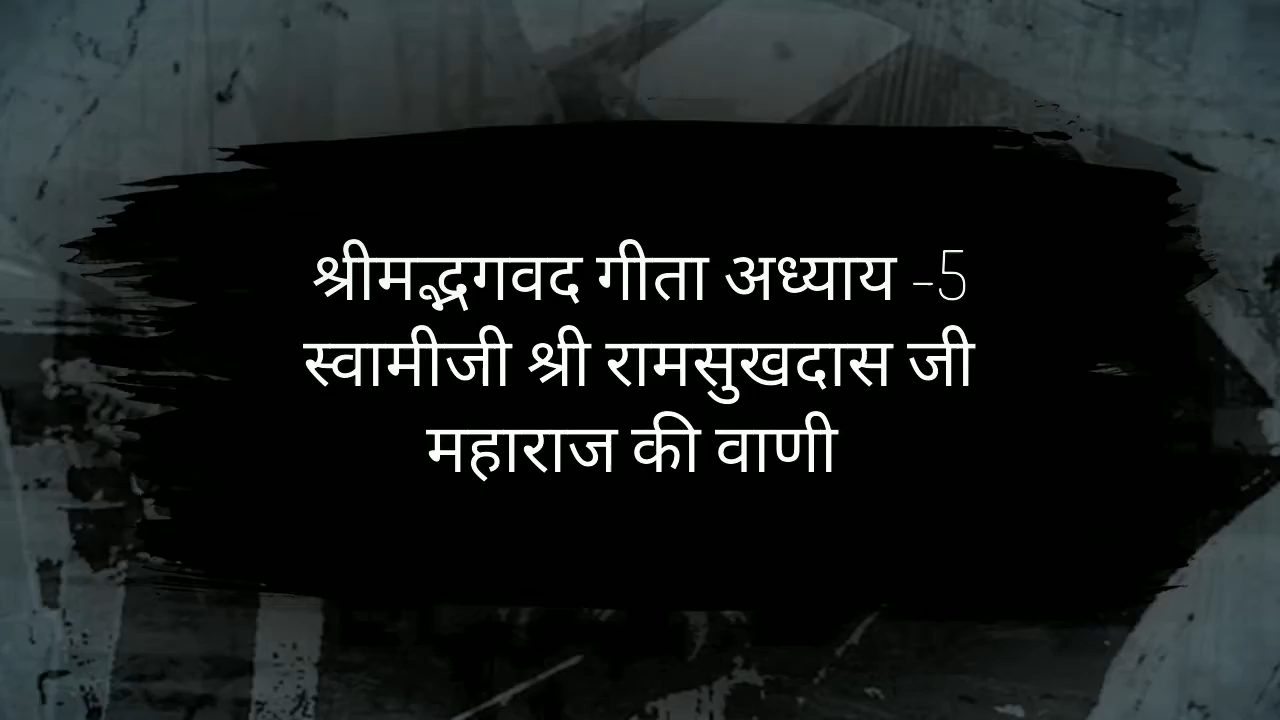 श्रीमद्भगवद गीता अध्याय -5
स्वामीजी श्री रामसुखदास जी
महाराज की वाणी